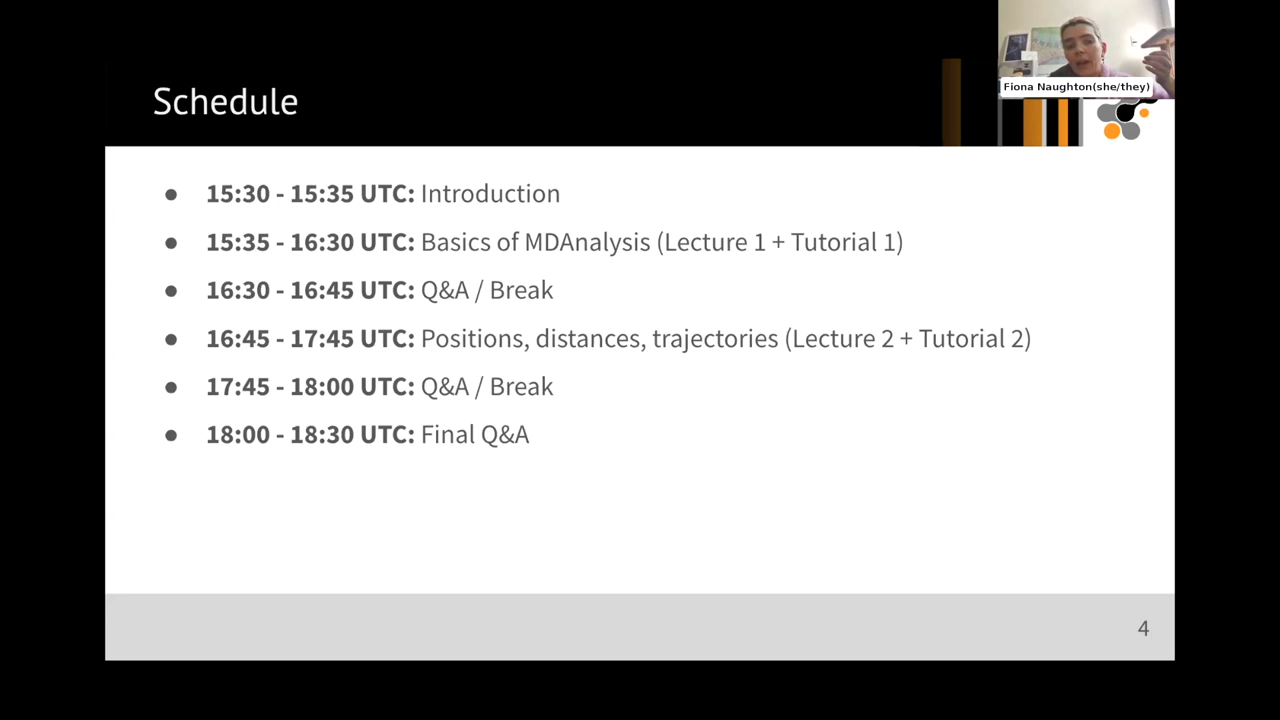 Schedule
Fiona Naughton(she/they)
● 15:30 - 15:35 UTC: Introduction
● 15:35 - 16:30 UTC: Basics of MDAnalysis (Lecture 1 + Tutorial 1)
● 16:30 - 16:45 UTC: Q&A / Break
● 16:45 - 17:45 UTC: Positions, distances, trajectories (Lecture 2 + Tutorial 2)
● 17:45 - 18:00 UTC: Q&A / Break
● 18:00 - 18:30 UTC: Final Q&A
4